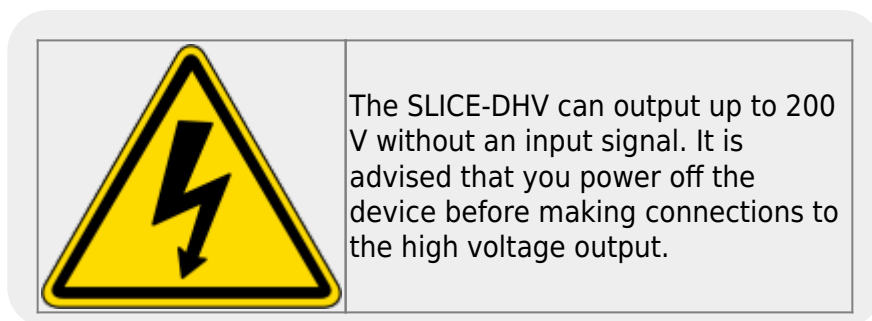 The SLICE-DHV can output up to 200
V without an input signal. It is
advised that you power off the
device before making connections to
the high voltage output.